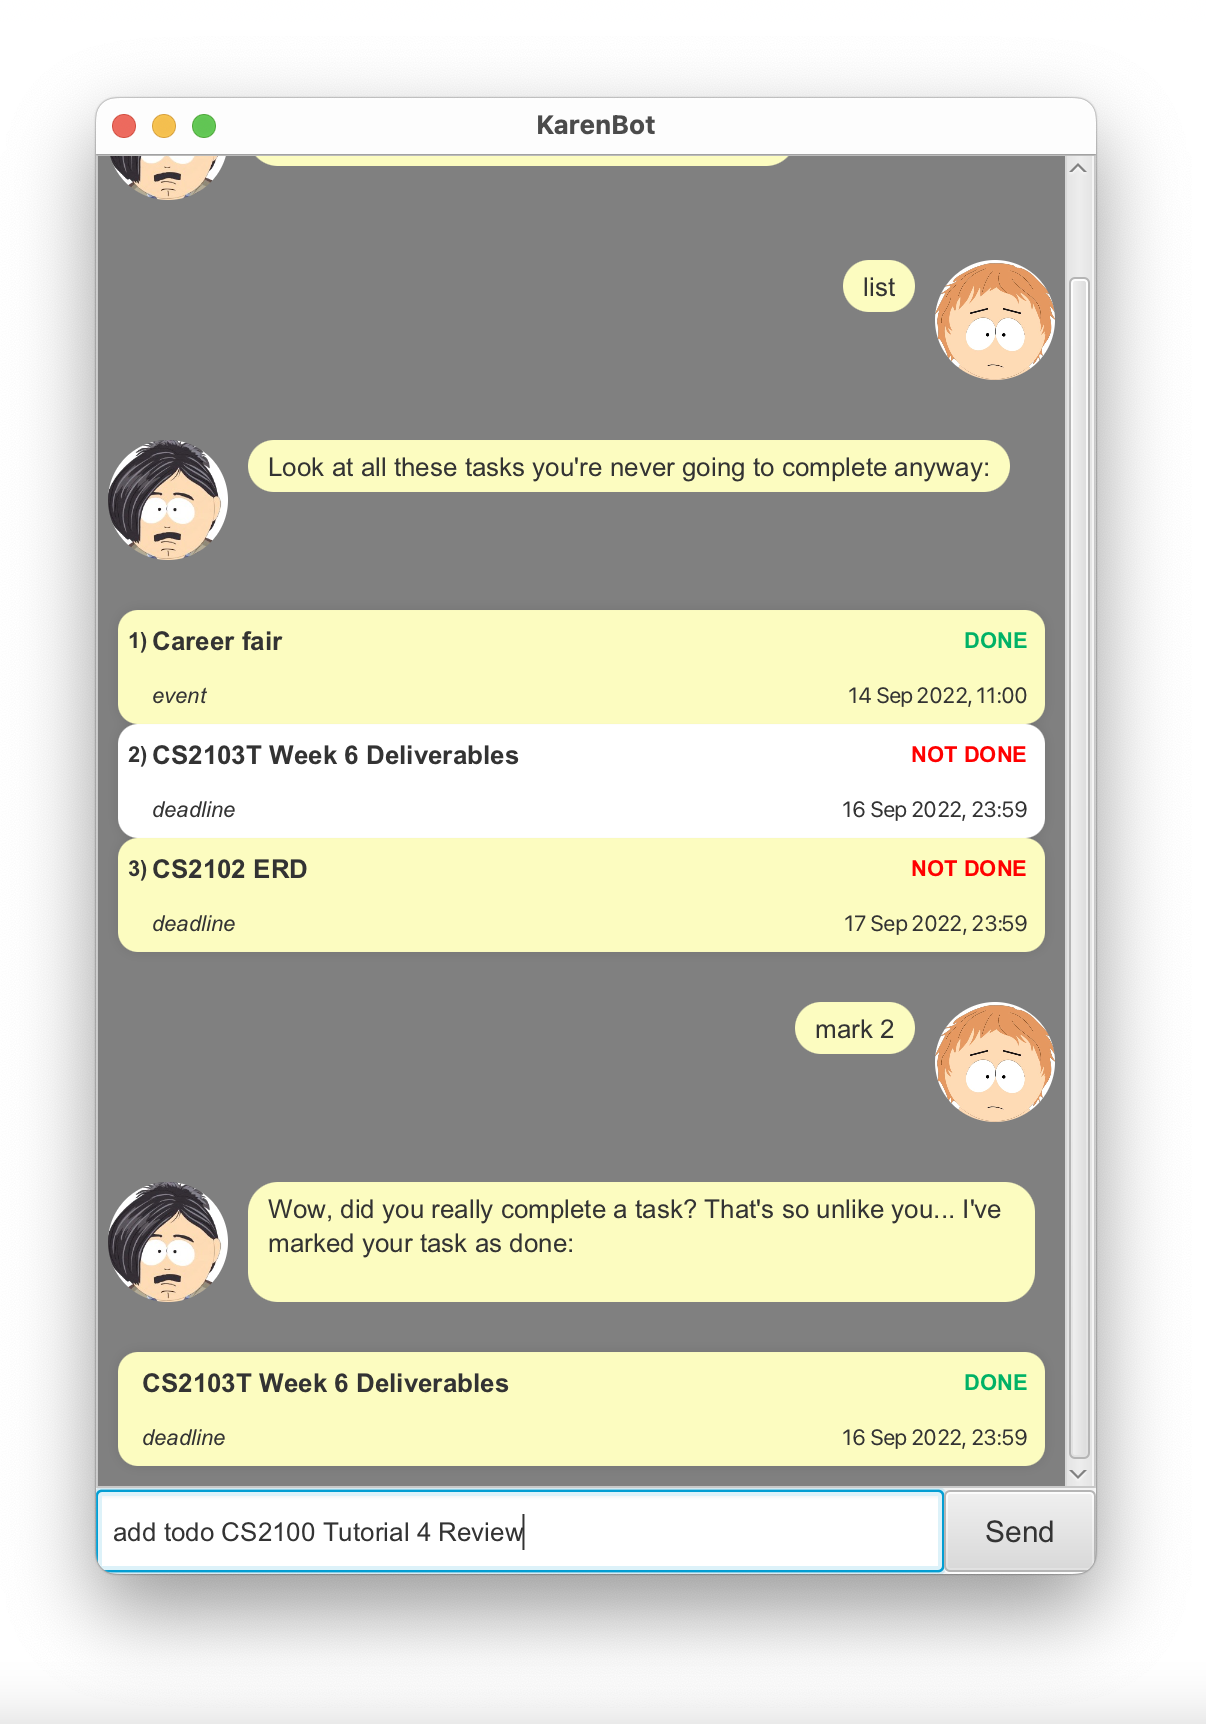 KarenBot
list
Look at all these tasks you're never going to complete anyway:
1) Career fair DONE
event 14 Sep 2022, 11:00
2) CS2103T Week 6 Deliverables NOT DONE
deadline 16 Sep 2022, 23:59
3) CS2102 ERD NOT DONE
deadline 17 Sep 2022, 23:59
mark 2
Wow, did you really complete a task? That's so unlike you... I've
marked your task as done:
CS2103T Week 6 Deliverables DONE
deadline 16 Sep 2022, 23:59
add todo CS2100 Tutorial 4 Review
Send